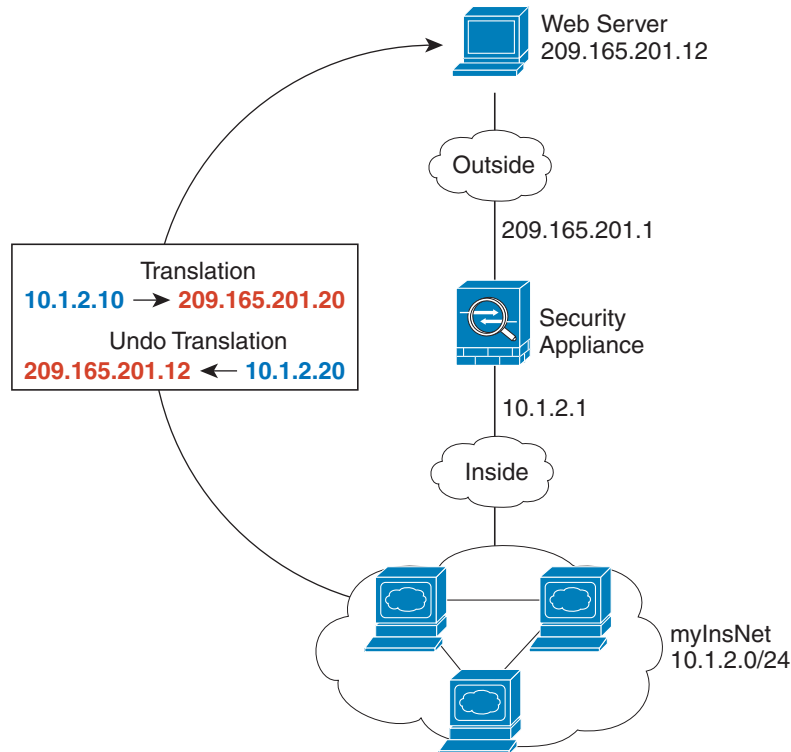 Web Server
209.165.201.12
Outside
209.165.201.1
Translation
10.1.2.10 → 209.165.201.20
Undo Translation
209.165.201.12 ← 10.1.2.20
Security
Appliance
10.1.2.1
Inside
myInsNet
10.1.2.0/24